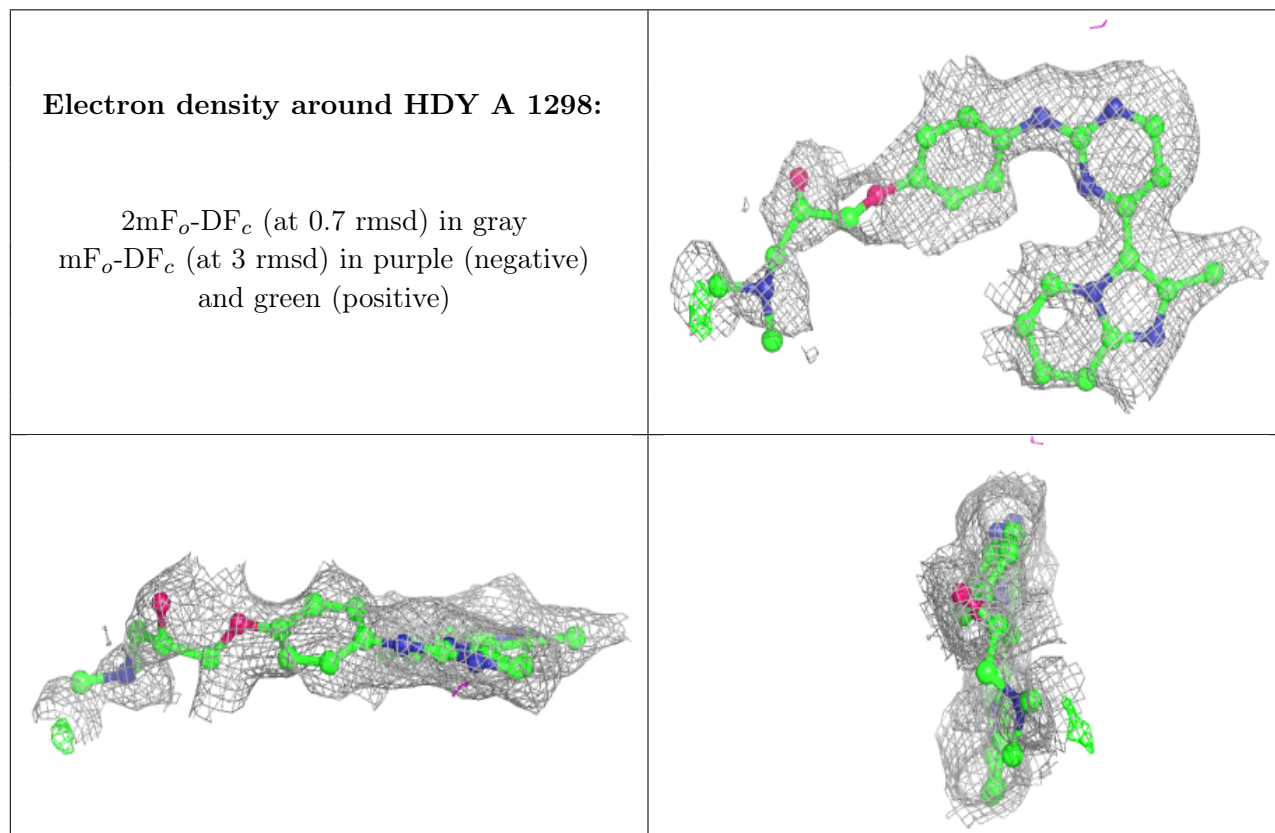 Electron density around HDY A 1298:
2mFₒ-DF𝑐 (at 0.7 rmsd) in gray
mFₒ-DF𝑐 (at 3 rmsd) in purple (negative)
and green (positive)